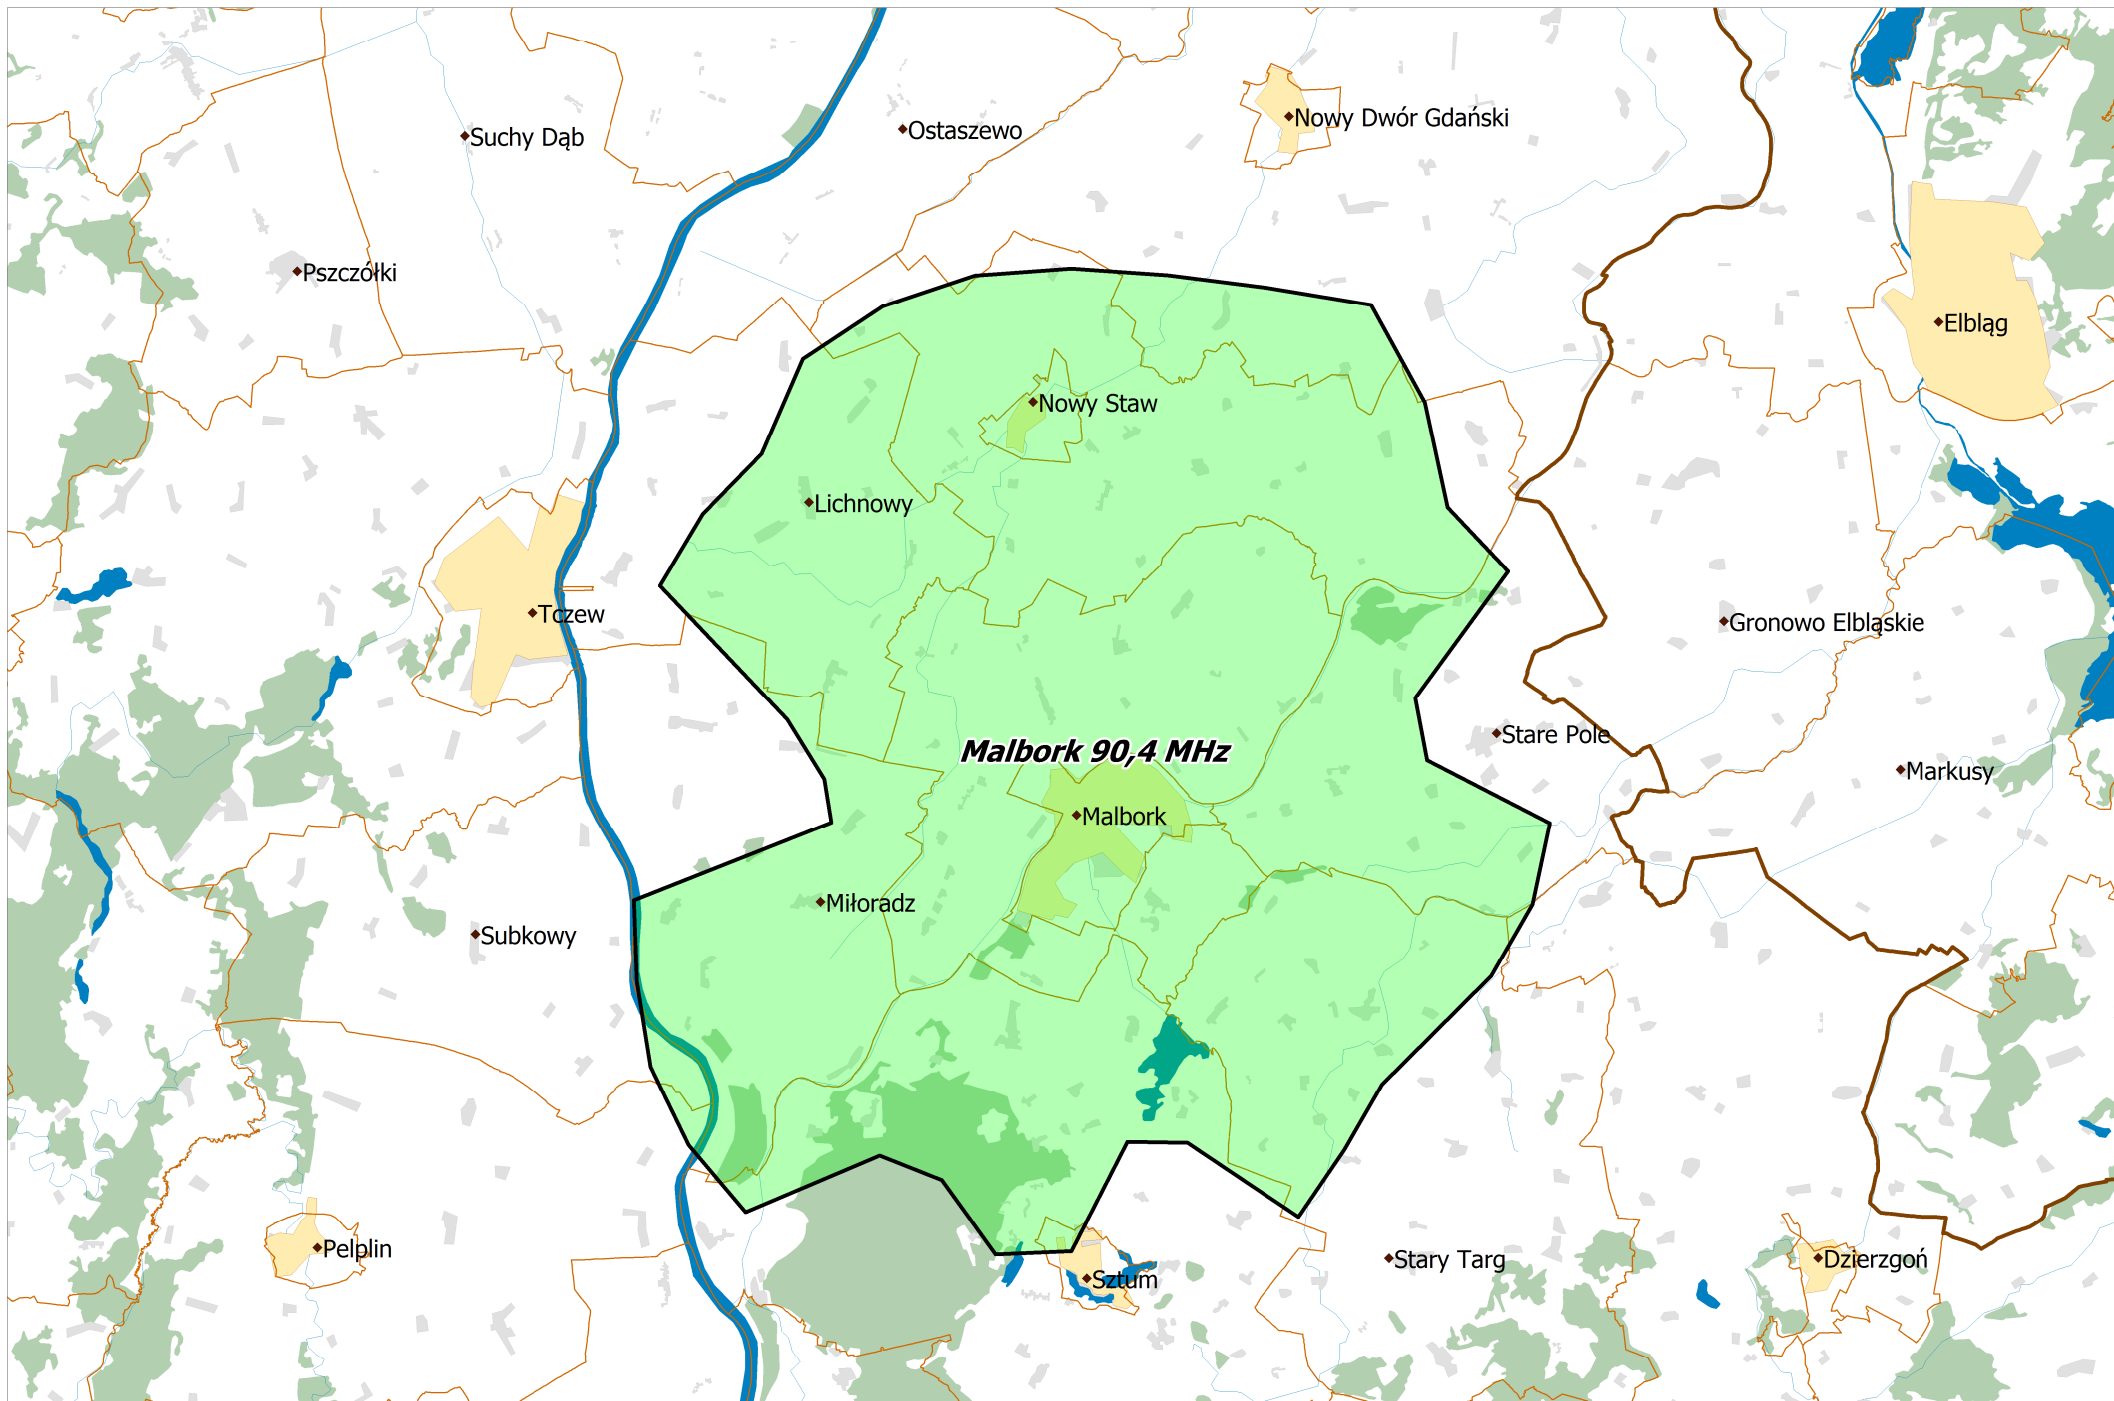 Nowy Dwór Gdański
Ostaszewo
Suchy Dąb
Pszczółki
Elbląg
Nowy Staw
Lichnowy
Tczew
Gronowo Elbląskie
Stare Pole
Malbork 90,4 MHz
Markusy
Malbork
Miłoradz
Subkowy
Pelplin
Stary Targ
Dzierzgoń
Sztum